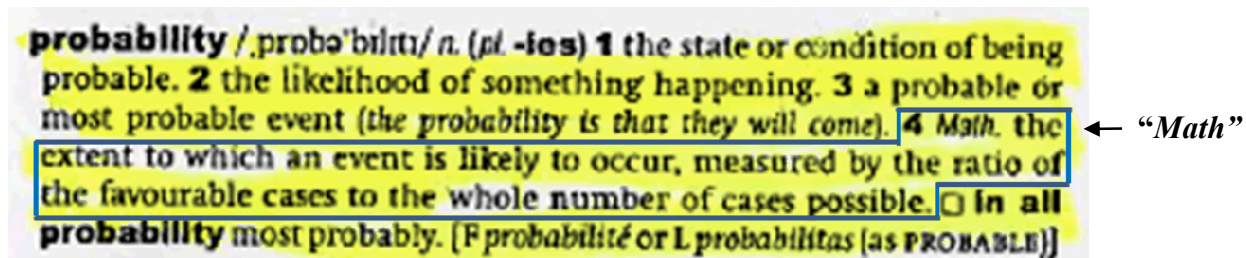 probability /ˌprɒbəˈbɪlɪtɪ/ n. (pl. -ies) 1 the state or condition of being
probable. 2 the likelihood of something happening. 3 a probable or
most probable event (the probability is that they will come). 4 Math. the
“Math”
extent to which an event is likely to occur, measured by the ratio of
the favourable cases to the whole number of cases possible. □ in all
probability most probably. [F probabilité or L probabilitas (as PROBABLE)]